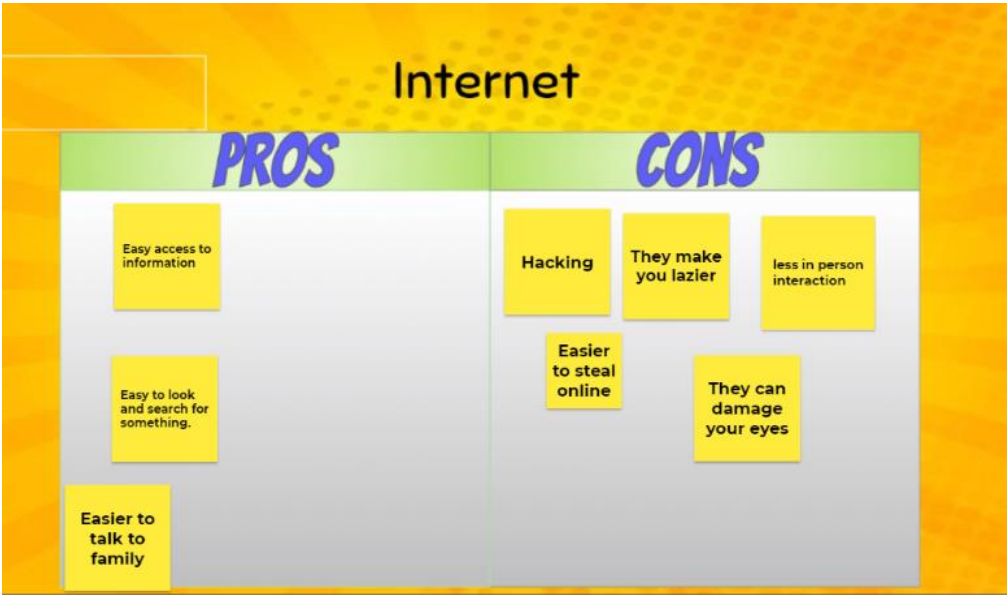 Internet
PROS
CONS
Easy access to
information
Easy to look
and search for
something.
Easier to
talk to
family
Hacking
They make
you lazier
less in person
interaction
Easier
to steal
online
They can
damage
your eyes